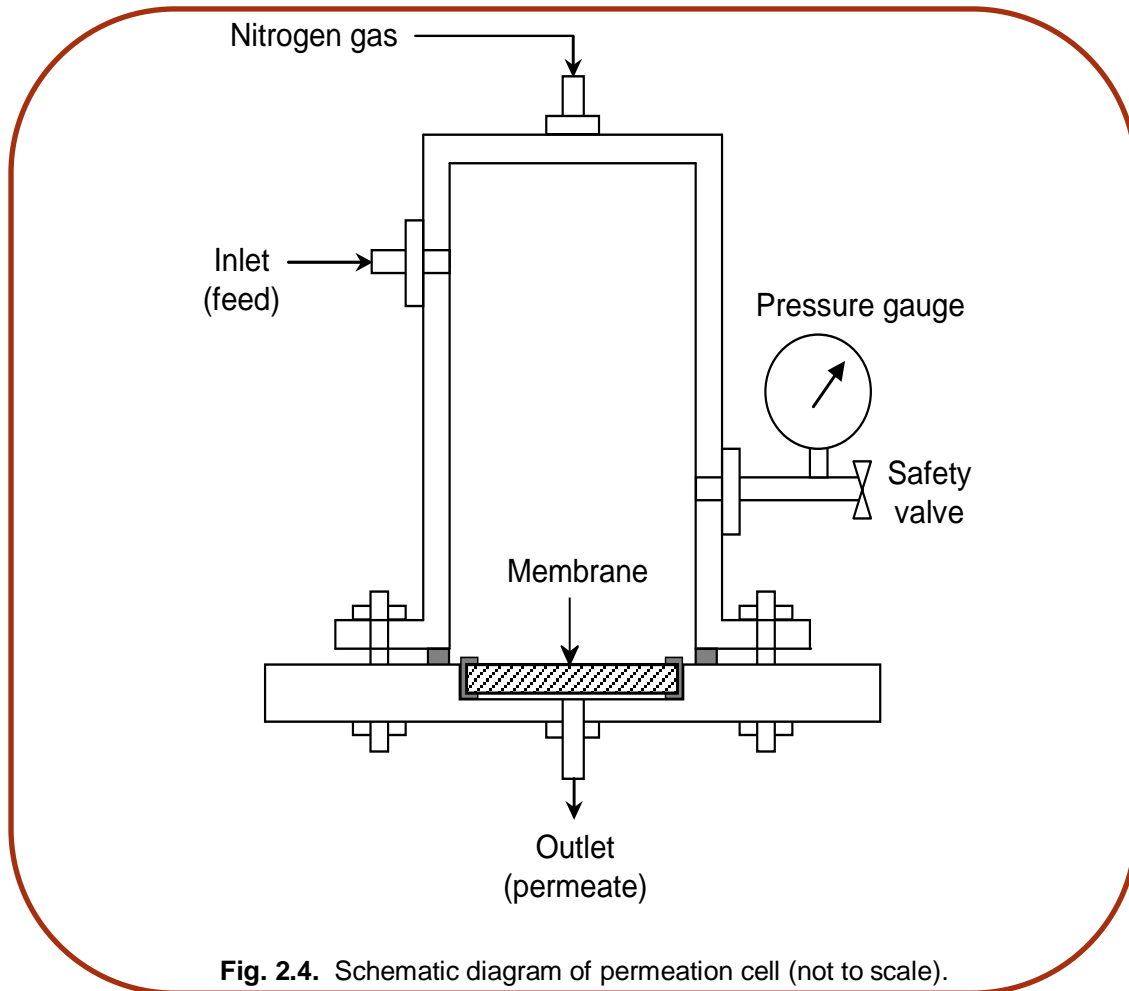 Nitrogen gas
Inlet
(feed)
Pressure gauge
Safety
valve
Membrane
Outlet
(permeate)
Fig. 2.4. Schematic diagram of permeation cell (not to scale).